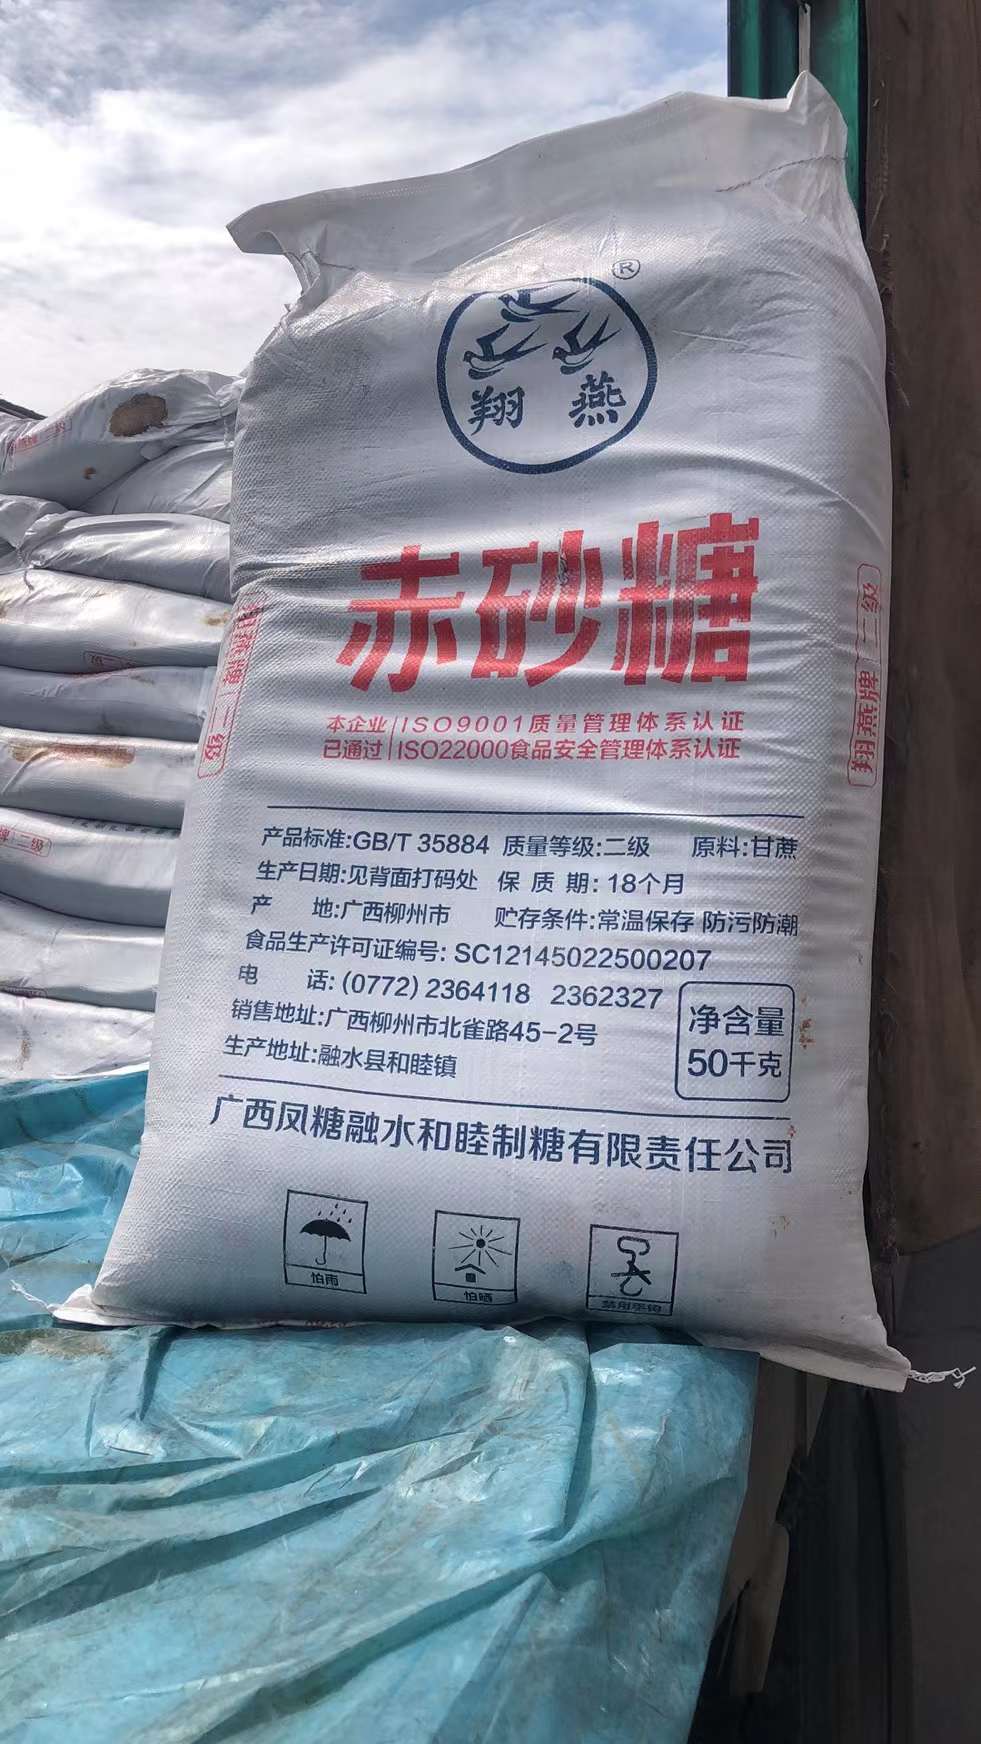 ®
翔 燕
赤砂糖
本企业 ISO9001质量管理体系认证
已通过 ISO22000食品安全管理体系认证
翔燕牌 二级
翔燕牌 二级
产品标准:GB/T 35884 质量等级:二级 原料:甘蔗
生产日期:见背面打码处 保 质 期: 18个月
产 地:广西柳州市 贮存条件:常温保存 防污防潮
食品生产许可证编号: SC12145022500207
电 话: (0772) 2364118 2362327
销售地址:广西柳州市北雀路45-2号
生产地址:融水县和睦镇
净含量
50千克
广西凤糖融水和睦制糖有限责任公司
怕雨
怕晒
禁用手钩
牌 二级